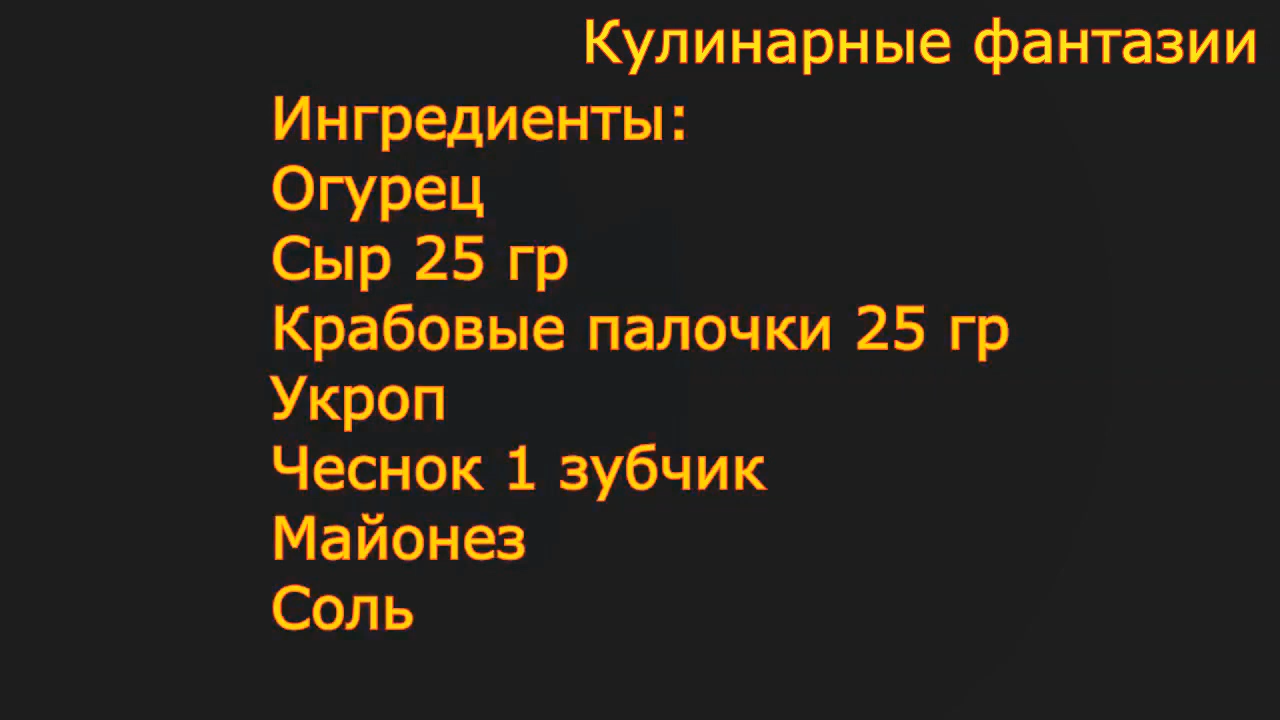 Кулинарные фантазии
Ингредиенты:
Огурец
Сыр 25 гр
Крабовые палочки 25 гр
Укроп
Чеснок 1 зубчик
Майонез
Соль